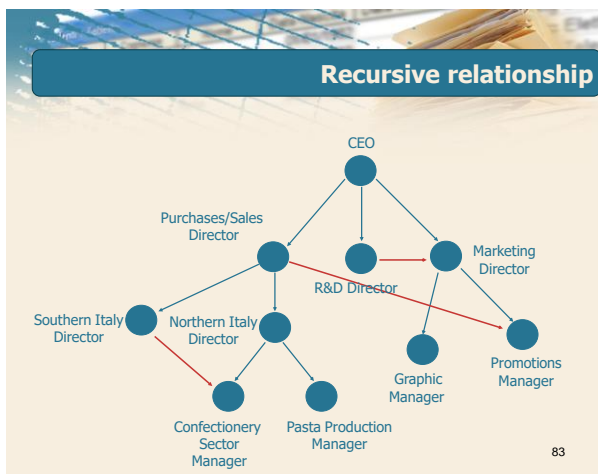 Recursive relationship
CEO
Purchases/Sales
Director
R&D Director
Marketing
Director
Southern Italy
Director
Northern Italy
Director
Graphic
Manager
Promotions
Manager
Confectionery
Sector
Manager
Pasta Production
Manager
83